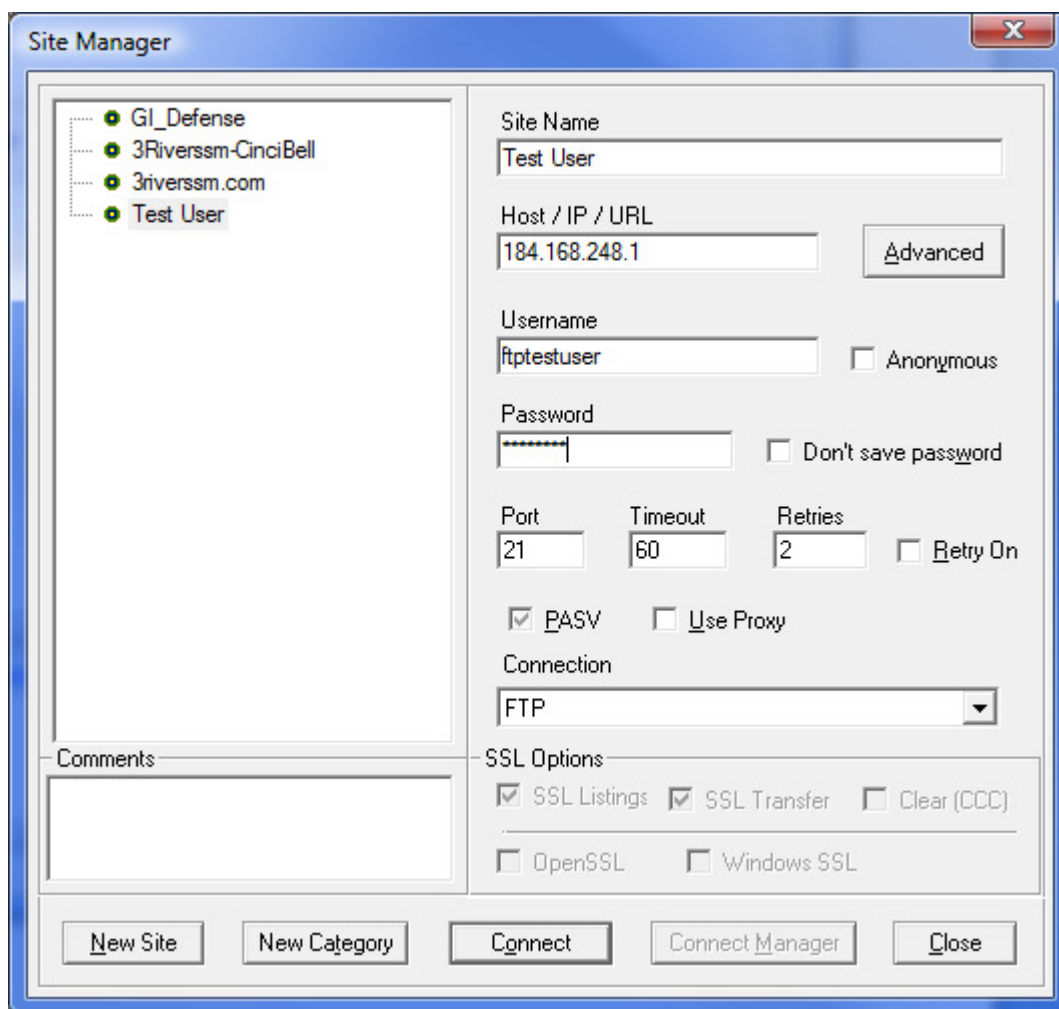 Site Manager
GI_Defense
3Riverssm-CinciBell
3riverssm.com
Test User
Site Name
Test User
Host / IP / URL
184.168.248.1
Advanced
Username
ftptestuser
Anonymous
Password
********
Don't save password
Port Timeout Retries
21 60 2 Retry On
PASV Use Proxy
Connection
FTP
Comments
SSL Options
SSL Listings SSL Transfer Clear (CCC)
OpenSSL Windows SSL
New Site New Category Connect Connect Manager Close